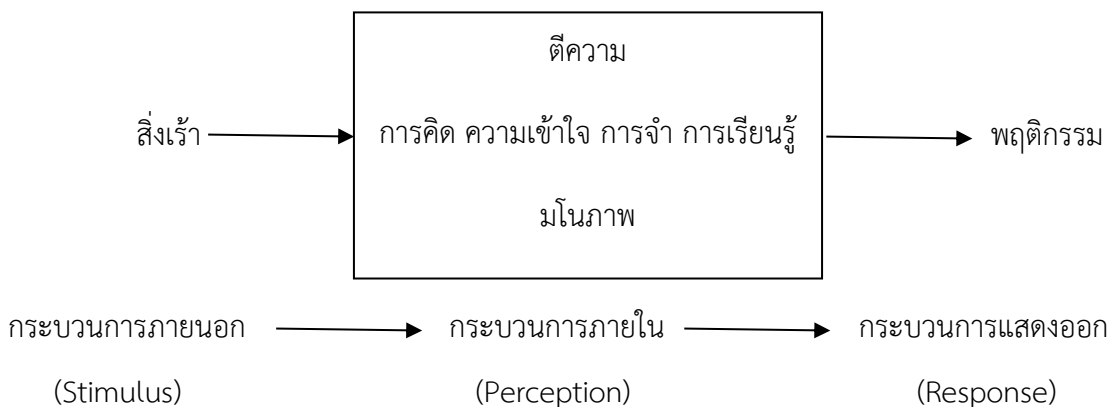 ตีความ
สิ่งเร้า การคิด ความเข้าใจ การจำ การเรียนรู้ พฤติกรรม
มโนภาพ
กระบวนการภายนอก กระบวนการภายใน กระบวนการแสดงออก
(Stimulus) (Perception) (Response)